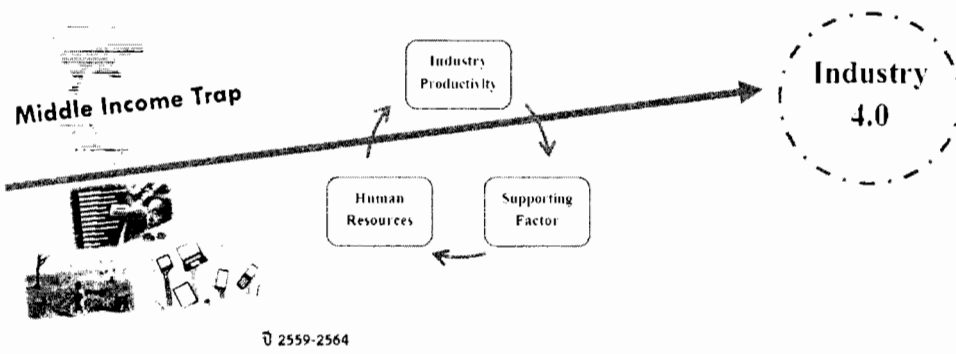 Middle Income Trap
Industry
Productivity
Industry
4.0
Human
Resources
Supporting
Factor
ปี 2559-2564